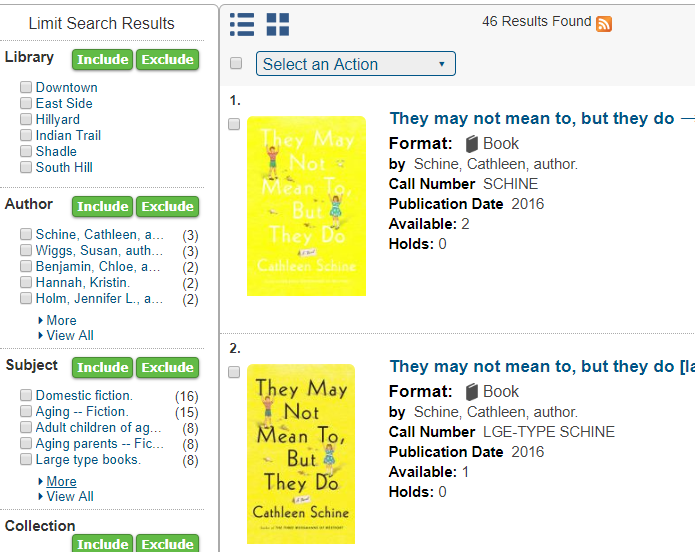 Limit Search Results
Library Include Exclude
Downtown
East Side
Hillyard
Indian Trail
Shadle
South Hill
Author Include Exclude
Schine, Cathleen, a... (3)
Wiggs, Susan, auth... (3)
Benjamin, Chloe, a... (2)
Hannah, Kristin. (2)
Holm, Jennifer L., a... (2)
More
View All
Subject Include Exclude
Domestic fiction. (16)
Aging -- Fiction. (15)
Adult children of ag... (8)
Aging parents -- Fic... (8)
Large type books. (8)
More
View All
Collection
Include Exclude
46 Results Found
Select an Action
1.
They May
Not
Mean To,
But
They Do
A Novel
Cathleen Schine
They may not mean to, but they do —
Format: Book
by Schine, Cathleen, author.
Call Number SCHINE
Publication Date 2016
Available: 2
Holds: 0
2.
They May
Not
Mean To,
But
They Do
A Novel
Cathleen Schine
They may not mean to, but they do [la
Format: Book
by Schine, Cathleen, author.
Call Number LGE-TYPE SCHINE
Publication Date 2016
Available: 1
Holds: 0